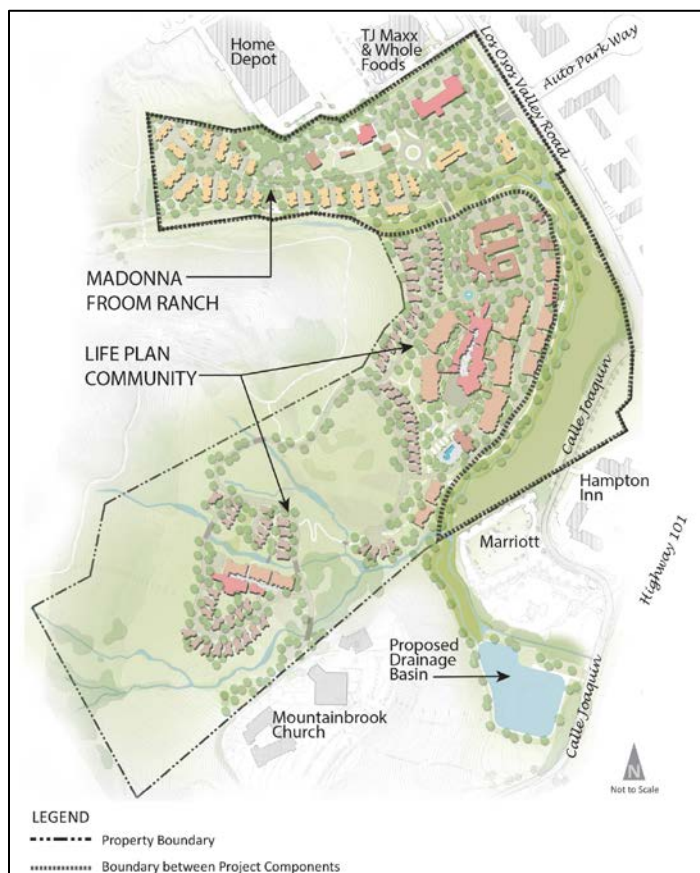 Home
Depot
TJ Maxx
& Whole
Foods
Los Osos Valley Road
Auto Park Way
MADONNA
FROOM RANCH
LIFE PLAN
COMMUNITY
Calle Joaquin
Hampton
Inn
Marriott
Highway 101
Proposed
Drainage
Basin
Mountainbrook
Church
Calle Joaquin
N
Not to Scale
LEGEND
Property Boundary
Boundary between Project Components